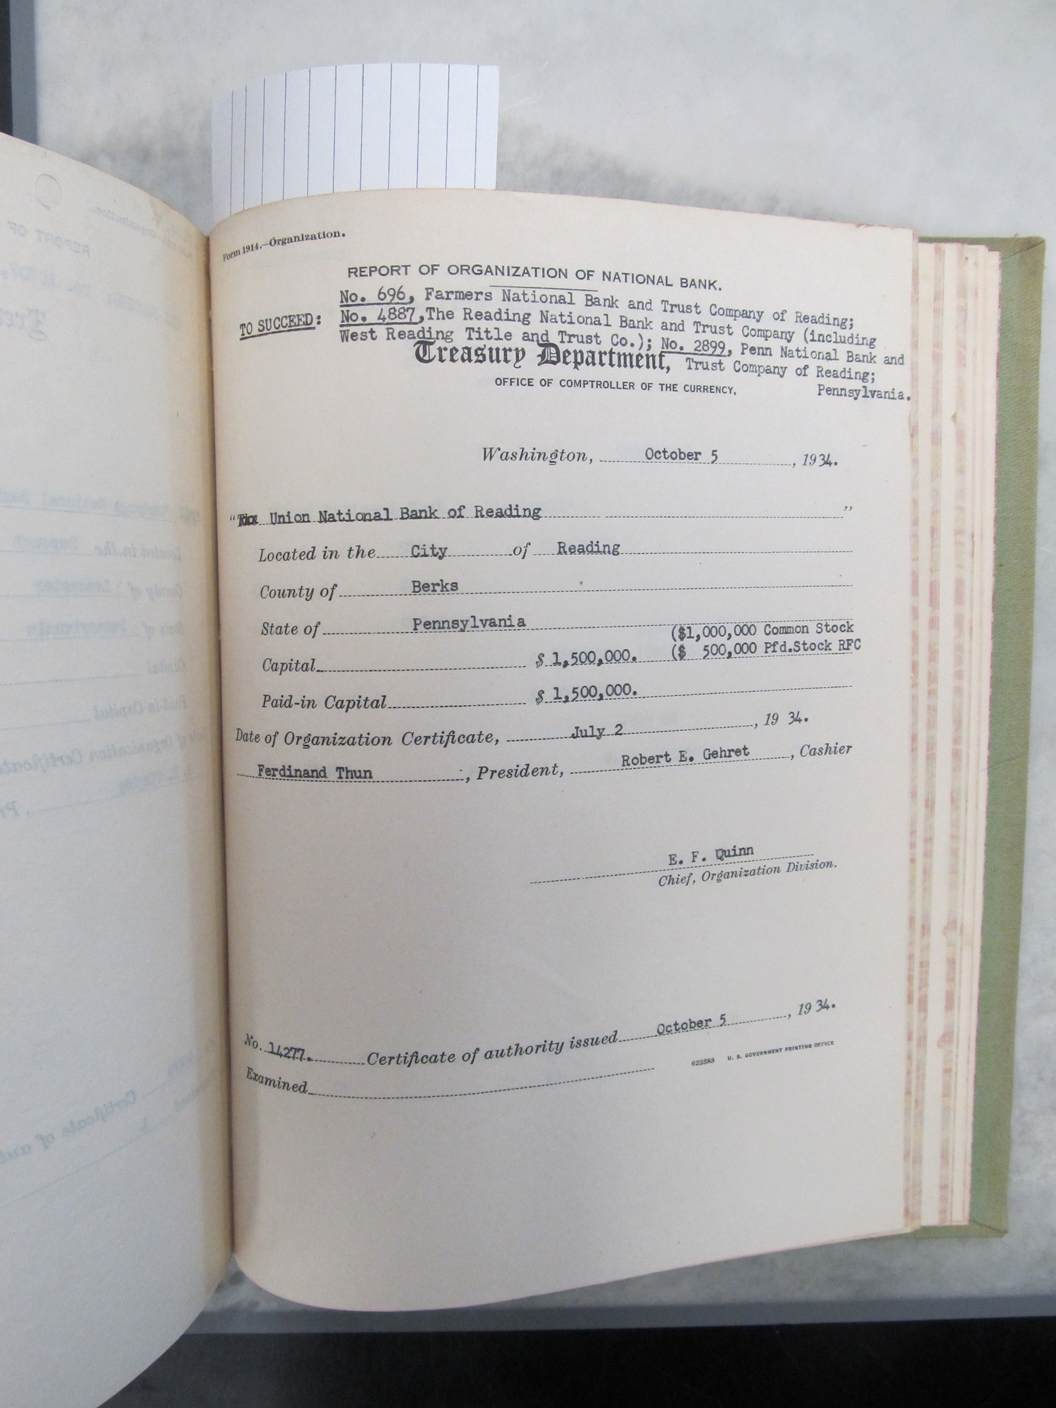 Form 1914.—Organization.
REPORT OF ORGANIZATION OF NATIONAL BANK.
No. 696, Farmers National Bank and Trust Company of Reading;
TO SUCCEED: No. 4887,The Reading National Bank and Trust Company (including
West Reading Title and Trust Co.); No. 2899, Penn National Bank and
Treasury Department, Trust Company of Reading;
OFFICE OF COMPTROLLER OF THE CURRENCY, Pennsylvania.
Washington, October 5, 1934.
" Union National Bank of Reading "
Located in the City of Reading
County of Berks
State of Pennsylvania
($1,000,000 Common Stock
Capital $ 1,500,000. ($ 500,000 Pfd.Stock RFC
Paid-in Capital $ 1,500,000.
Date of Organization Certificate, July 2, 19 34.
Ferdinand Thun, President, Robert E. Gehret, Cashier
E. F. Quinn
Chief, Organization Division.
No. 14277. Certificate of authority issued October 5, 19 34.
Examined
622388 U. S. GOVERNMENT PRINTING OFFICE